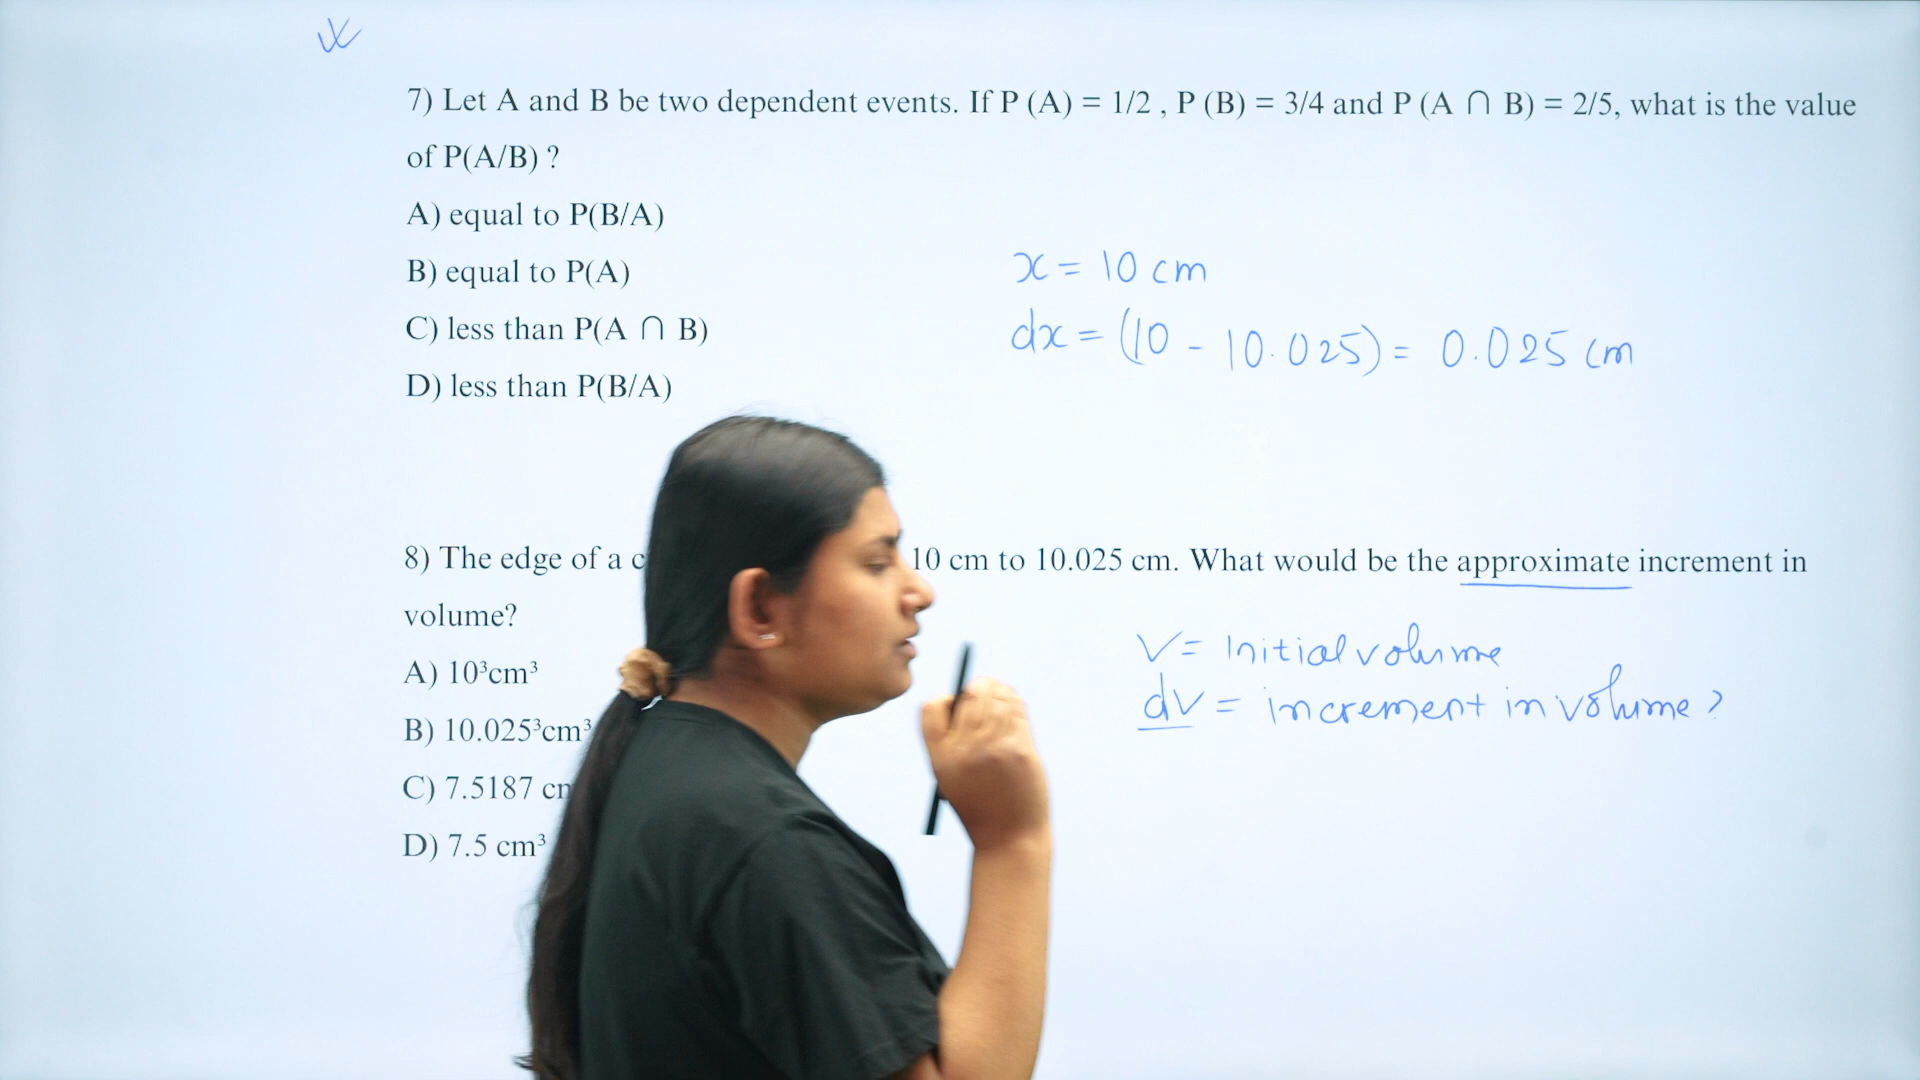 7) Let A and B be two dependent events. If P (A) = 1/2 , P (B) = 3/4 and P (A ∩ B) = 2/5, what is the value
of P(A/B) ?
A) equal to P(B/A)
B) equal to P(A)
C) less than P(A ∩ B)
D) less than P(B/A)
x = 10 cm
dx = (10 - 10.025) = 0.025 cm
8) The edge of a 10 cm to 10.025 cm. What would be the approximate increment in
volume?
A) 10³cm³
B) 10.025³cm³
C) 7.5187
D) 7.5 cm³
V = Initial volume
dv = increment in volume ?